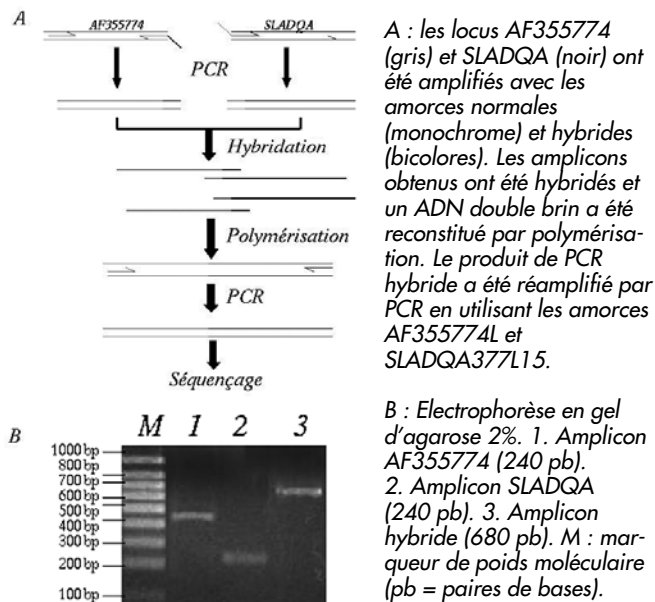 A
AF355774
SLADQA
PCR
Hybridation
Polymérisation
PCR
Séquençage
A : les locus AF355774
(gris) et SLADQA (noir) ont
été amplifiés avec les
amorces normales
(monochrome) et hybrides
(bicolores). Les amplicons
obtenus ont été hybridés et
un ADN double brin a été
reconstitué par polymérisa-
tion. Le produit de PCR
hybride a été réamplifié par
PCR en utilisant les amorces
AF355774L et
SLADQA377L15.
B
M 1 2 3
1000 bp
800 bp
700 bp
600 bp
500 bp
400 bp
300 bp
200 bp
100 bp
B : Electrophorèse en gel
d'agarose 2%. 1. Amplicon
AF355774 (240 pb).
2. Amplicon SLADQA
(240 pb). 3. Amplicon
hybride (680 pb). M : mar-
queur de poids moléculaire
(pb = paires de bases).